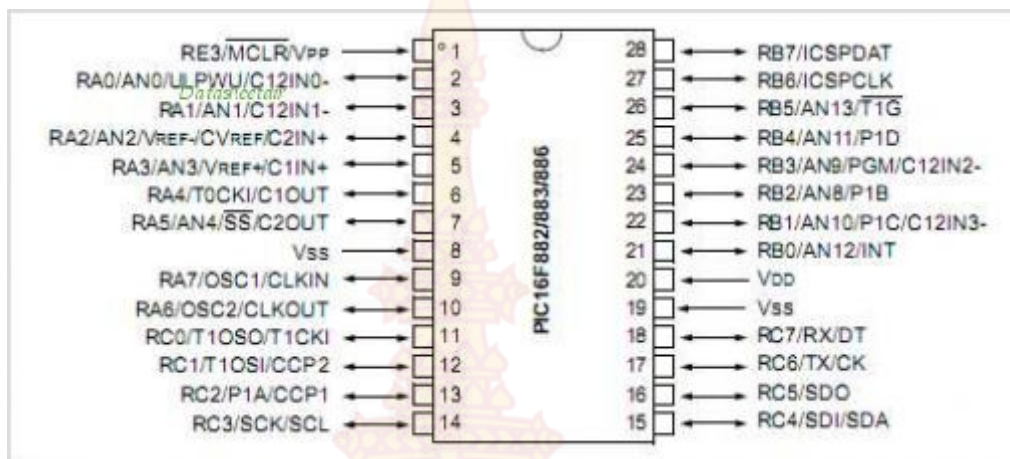 RE3/MCLR/VPP 1
RA0/AN0/ULPWU/C12IN0- 2
Datasheet4U
RA1/AN1/C12IN1- 3
RA2/AN2/VREF-/CVREF/C2IN+ 4
RA3/AN3/VREF+/C1IN+ 5
RA4/T0CKI/C1OUT 6
RA5/AN4/SS/C2OUT 7
VSS 8
RA7/OSC1/CLKIN 9
RA6/OSC2/CLKOUT 10
RC0/T1OSO/T1CKI 11
RC1/T1OSI/CCP2 12
RC2/P1A/CCP1 13
RC3/SCK/SCL 14
PIC16F882/883/886
28 RB7/ICSPDAT
27 RB6/ICSPCLK
26 RB5/AN13/T1G
25 RB4/AN11/P1D
24 RB3/AN9/PGM/C12IN2-
23 RB2/AN8/P1B
22 RB1/AN10/P1C/C12IN3-
21 RB0/AN12/INT
20 VDD
19 VSS
18 RC7/RX/DT
17 RC6/TX/CK
16 RC5/SDO
15 RC4/SDI/SDA